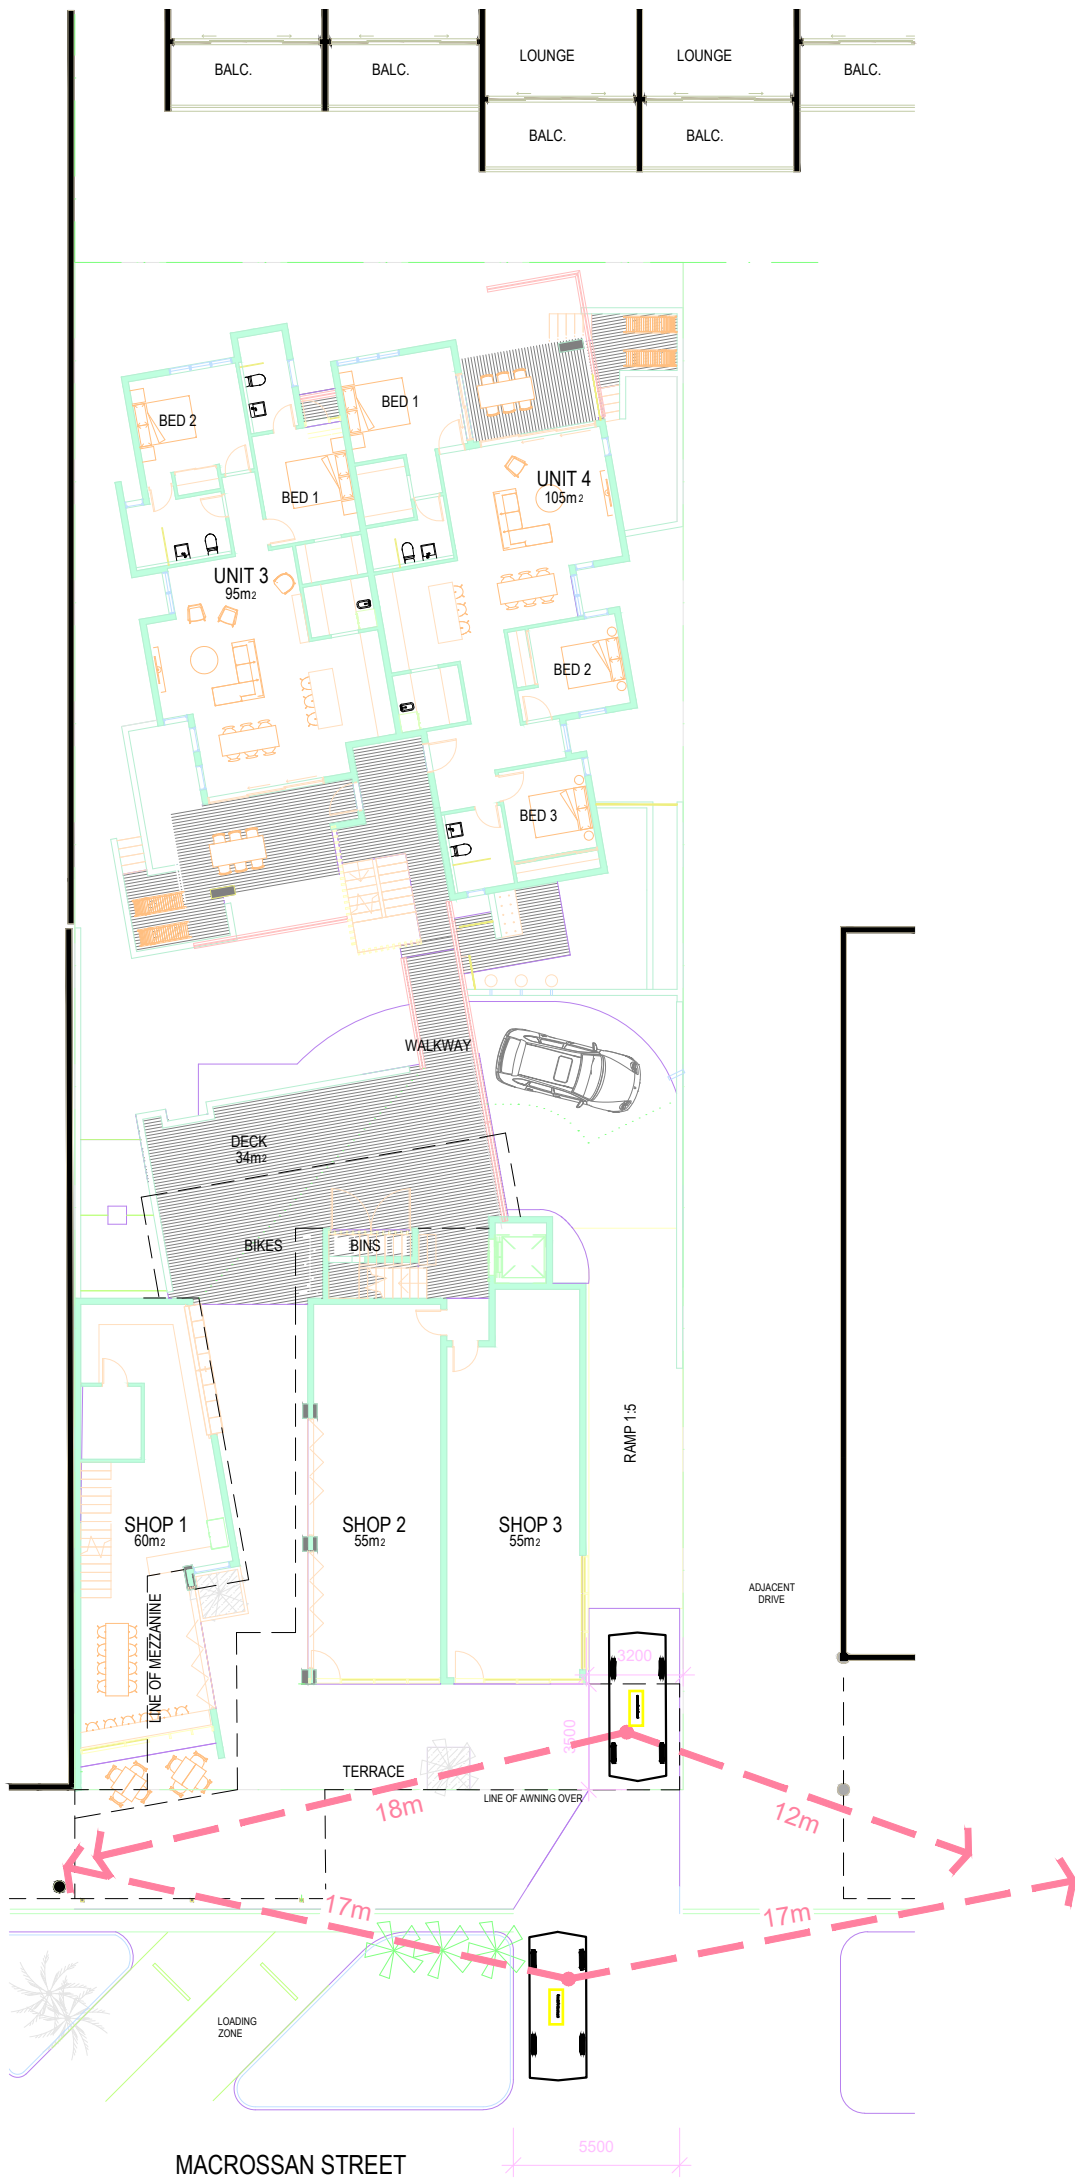 LOUNGE
LOUNGE
BALC.
BALC.
BALC.
BALC.
BALC.
BED 1
BED 2
UNIT 4
105m2
BED 1
UNIT 3
95m2
BED 2
BED 3
WALKWAY
DECK
34m2
BIKES
BINS
RAMP 1:5
SHOP 1
60m2
SHOP 2
55m2
SHOP 3
55m2
ADJACENT
DRIVE
LINE OF MEZZANINE
3200
3500
TERRACE
LINE OF AWNING OVER
18m
12m
17m
17m
LOADING
ZONE
5500
MACROSSAN STREET